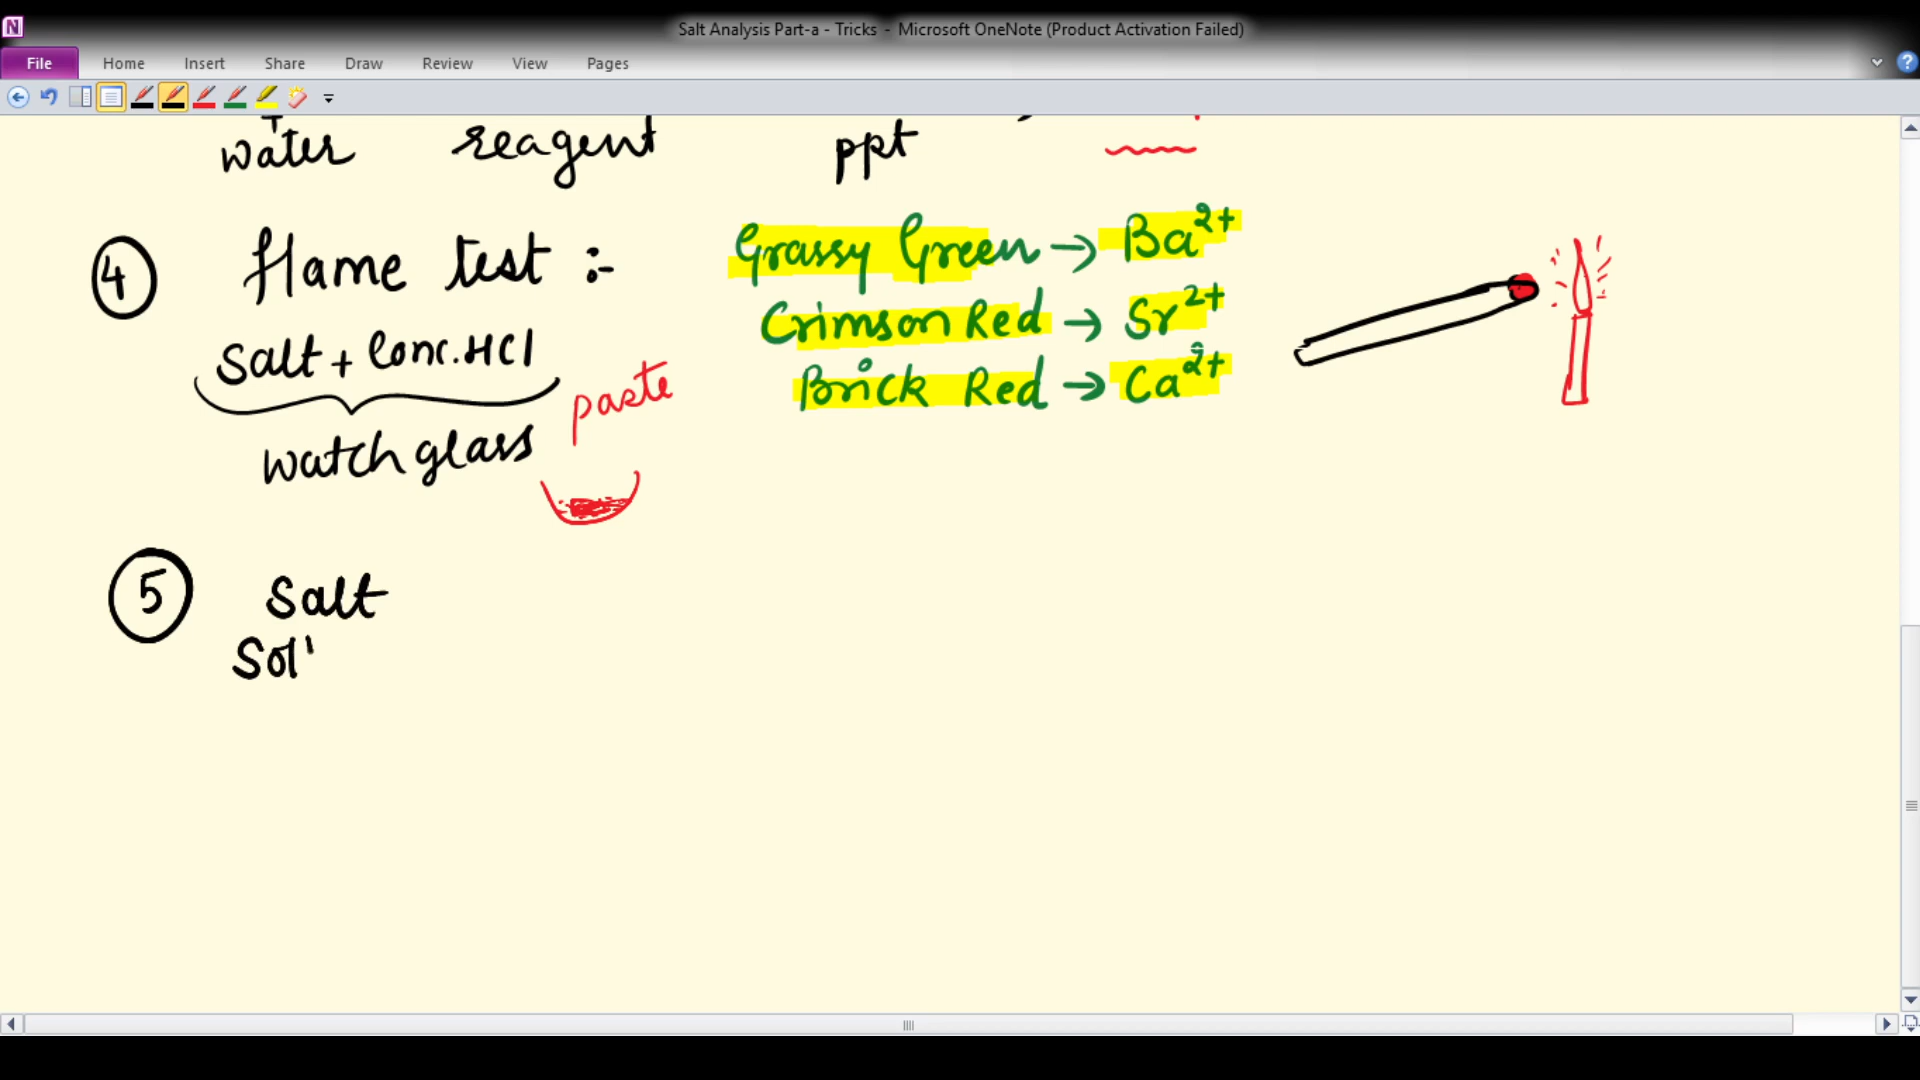 Salt Analysis Part-a - Tricks - Microsoft OneNote (Product Activation Failed)
File Home Insert Share Draw Review View Pages
+
water reagent ppt
4 flame test :-
Grassy Green → Ba²⁺
Crimson Red → Sr²⁺
Brick Red → Ca²⁺
Salt + Conc. HCl
paste
watch glass
5 Salt
Sol'